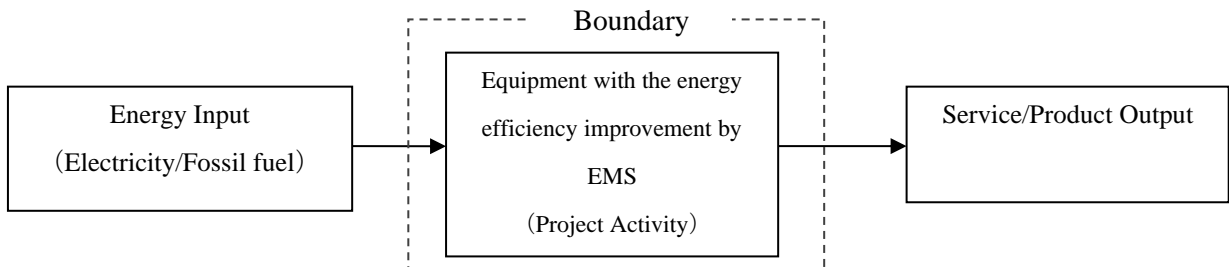 Boundary
Energy Input
（Electricity/Fossil fuel）
Equipment with the energy
efficiency improvement by
EMS
（Project Activity）
Service/Product Output